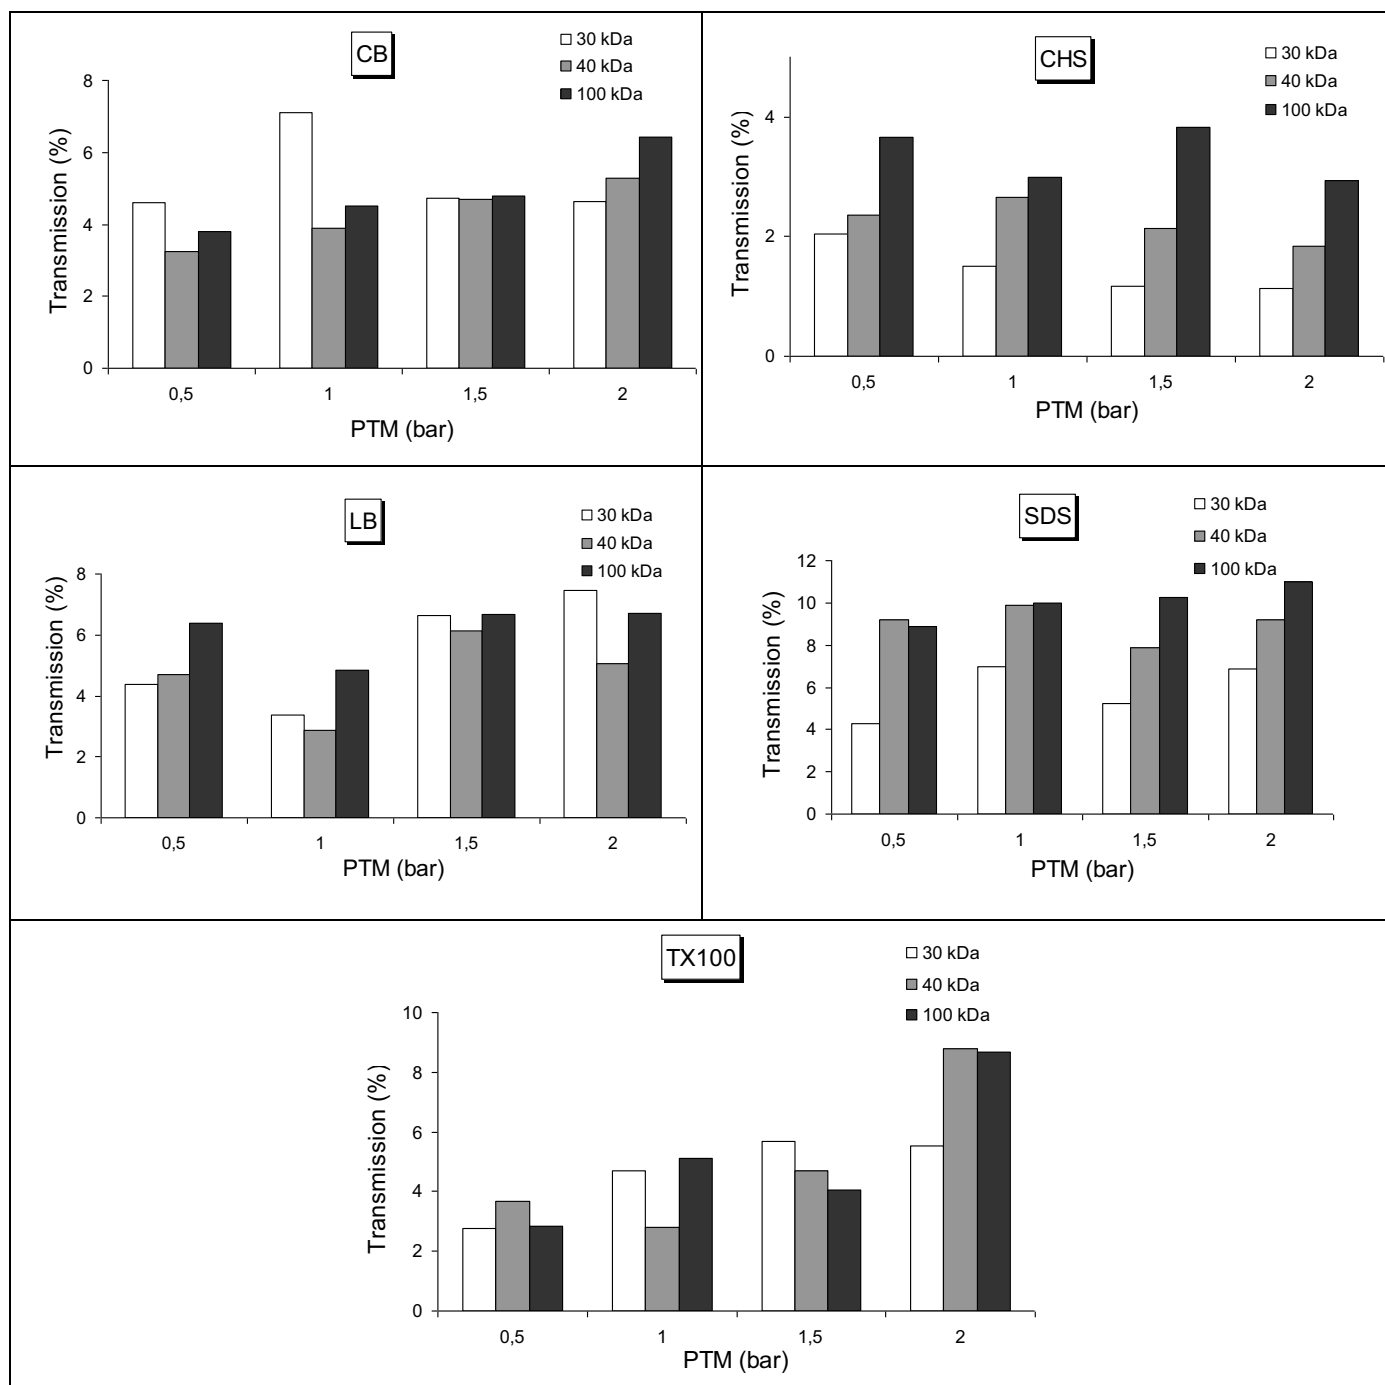 CB
30 kDa
40 kDa
100 kDa
Transmission (%)
8
6
4
2
0
0,5 1 1,5 2
PTM (bar)
CHS
30 kDa
40 kDa
100 kDa
Transmission (%)
4
2
0
0,5 1 1,5 2
PTM (bar)
LB
30 kDa
40 kDa
100 kDa
Transmission (%)
8
6
4
2
0
0,5 1 1,5 2
PTM (bar)
SDS
30 kDa
40 kDa
100 kDa
Transmission (%)
12
10
8
6
4
2
0
0,5 1 1,5 2
PTM (bar)
TX100
30 kDa
40 kDa
100 kDa
Transmission (%)
10
8
6
4
2
0
0,5 1 1,5 2
PTM (bar)